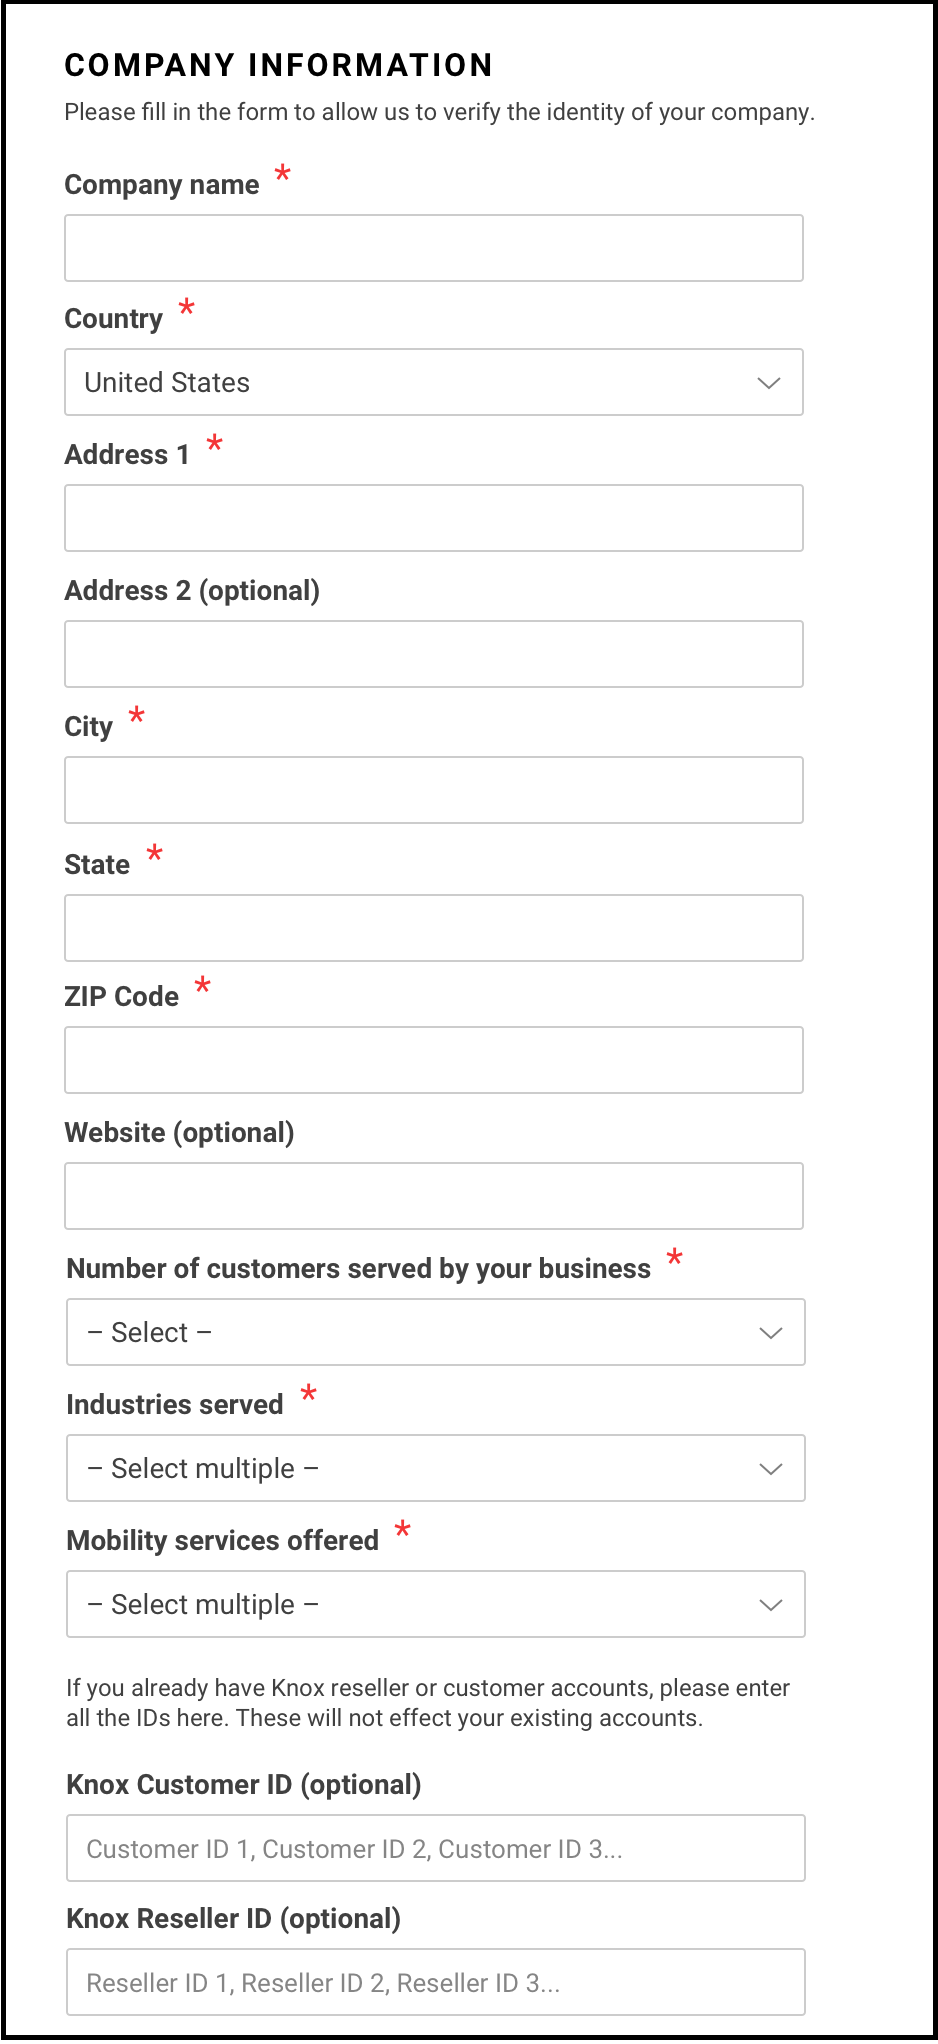 COMPANY INFORMATION
Please fill in the form to allow us to verify the identity of your company.
Company name *
Country *
United States
Address 1 *
Address 2 (optional)
City *
State *
ZIP Code *
Website (optional)
Number of customers served by your business *
– Select –
Industries served *
– Select multiple –
Mobility services offered *
– Select multiple –
If you already have Knox reseller or customer accounts, please enter
all the IDs here. These will not effect your existing accounts.
Knox Customer ID (optional)
Customer ID 1, Customer ID 2, Customer ID 3...
Knox Reseller ID (optional)
Reseller ID 1, Reseller ID 2, Reseller ID 3...